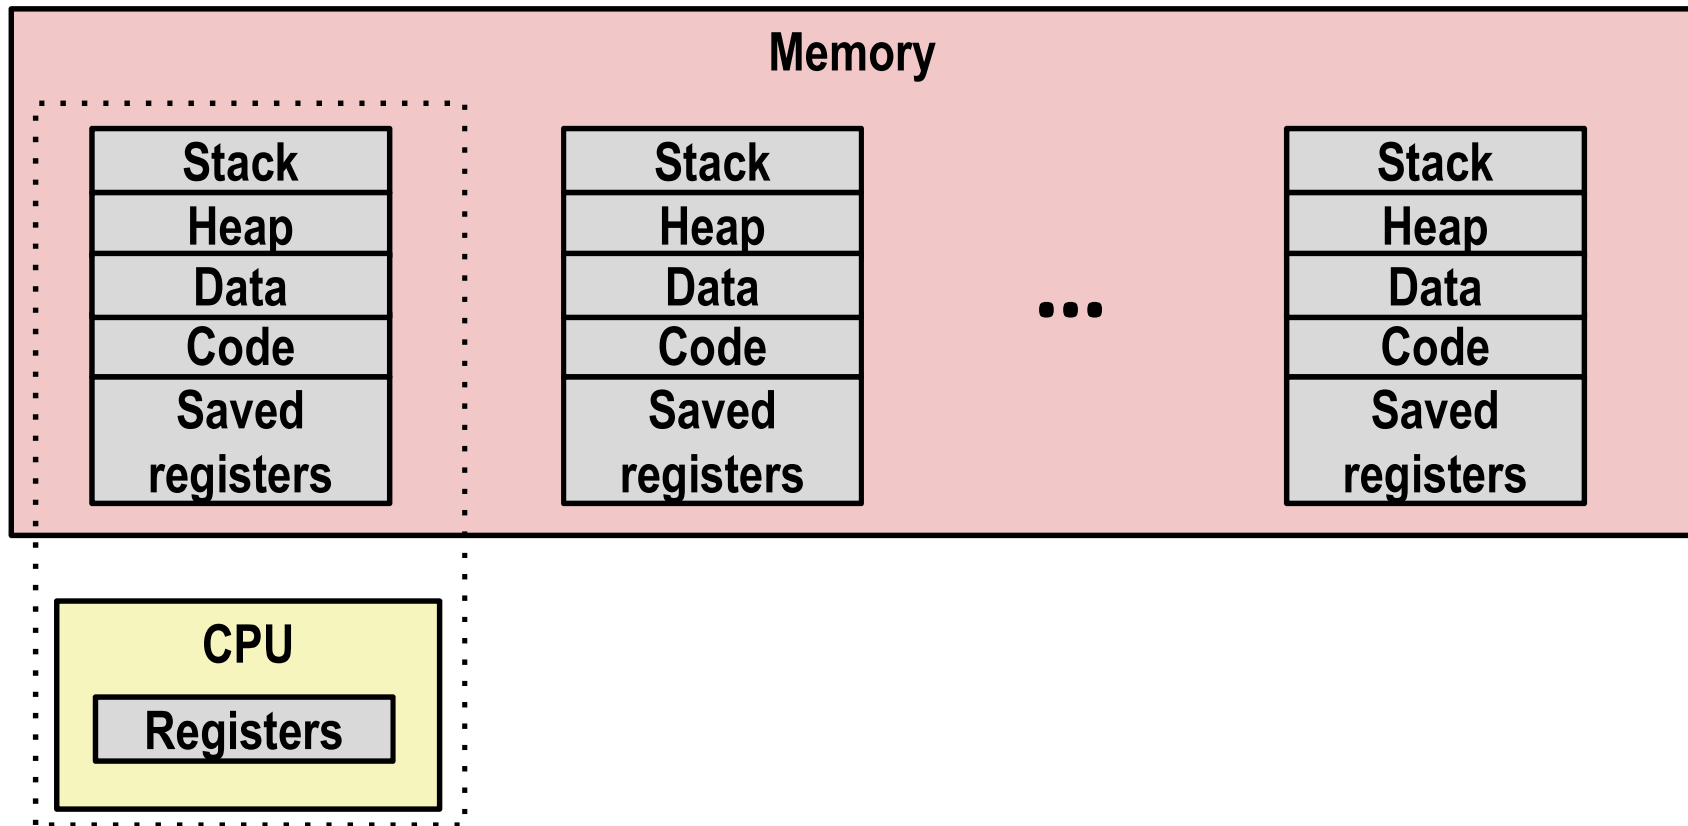 Memory
Stack
Heap
Data
Code
Saved
registers
Stack
Heap
Data
Code
Saved
registers
...
Stack
Heap
Data
Code
Saved
registers
CPU
Registers